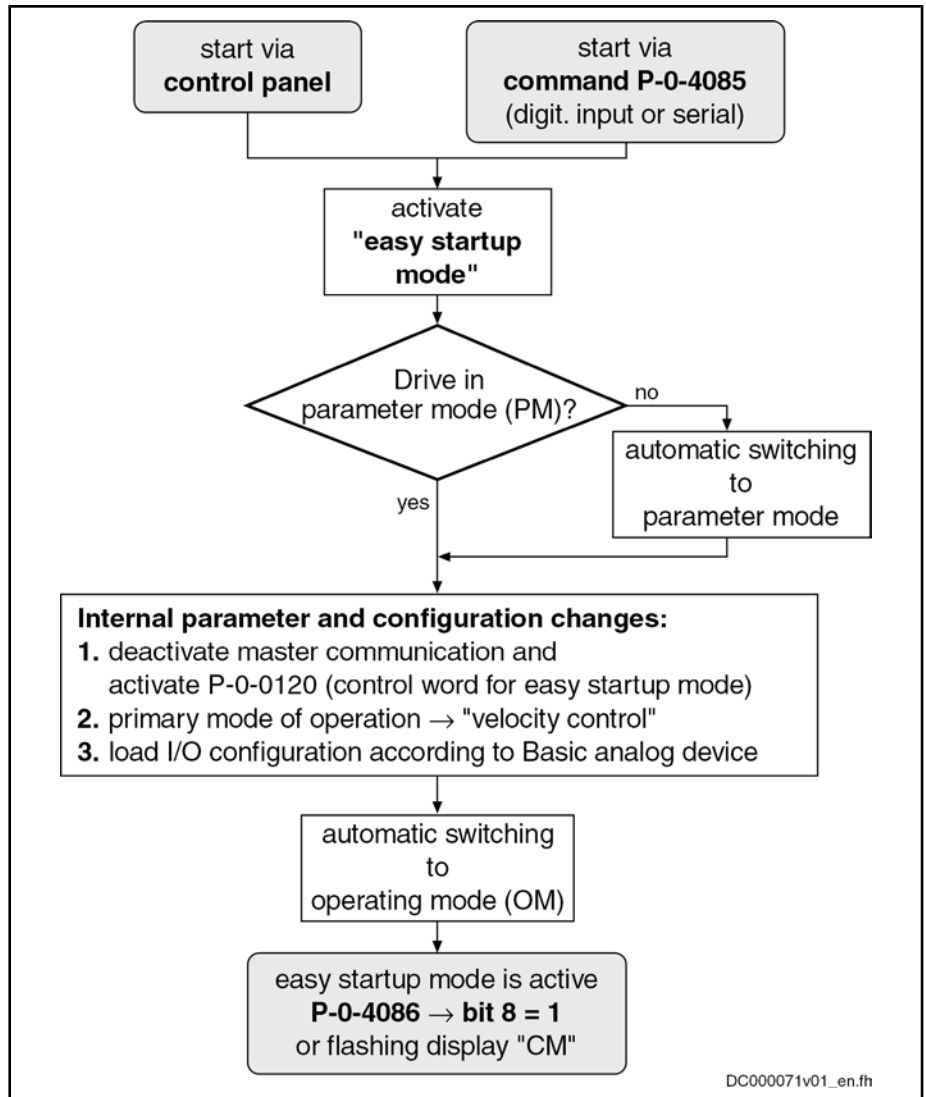 start via
control panel
start via
command P-0-4085
(digit. input or serial)
activate
"easy startup
mode"
Drive in
parameter mode (PM)?
no
automatic switching
to
parameter mode
yes
Internal parameter and configuration changes:
1. deactivate master communication and
activate P-0-0120 (control word for easy startup mode)
2. primary mode of operation → "velocity control"
3. load I/O configuration according to Basic analog device
automatic switching
to
operating mode (OM)
easy startup mode is active
P-0-4086 → bit 8 = 1
or flashing display "CM"
DC000071v01_en.fh